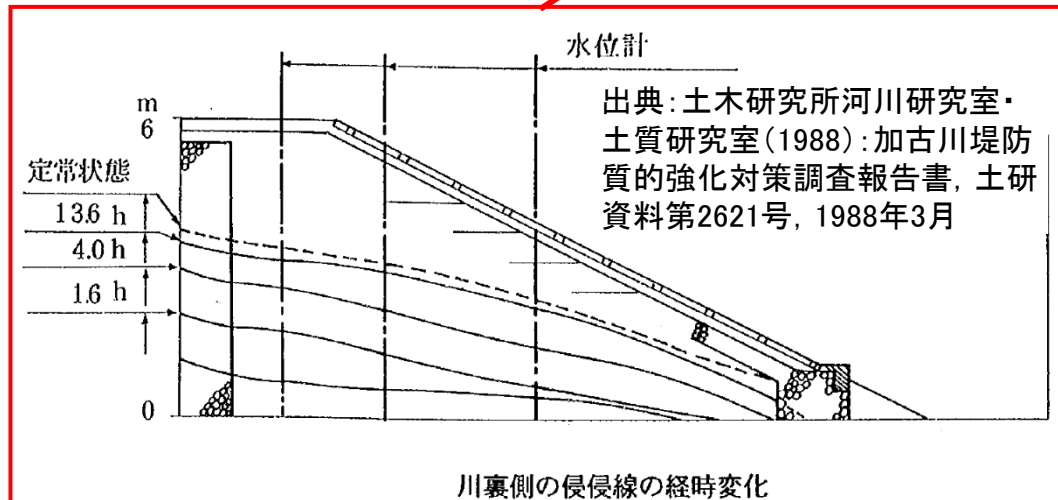 水位計
出典：土木研究所河川研究室・
土質研究室(1988)：加古川堤防
質的強化対策調査報告書，土研
資料第2621号，1988年3月
m
6
定常状態
13.6 h
4.0 h
1.6 h
0
川裏側の侵侵線の経時変化